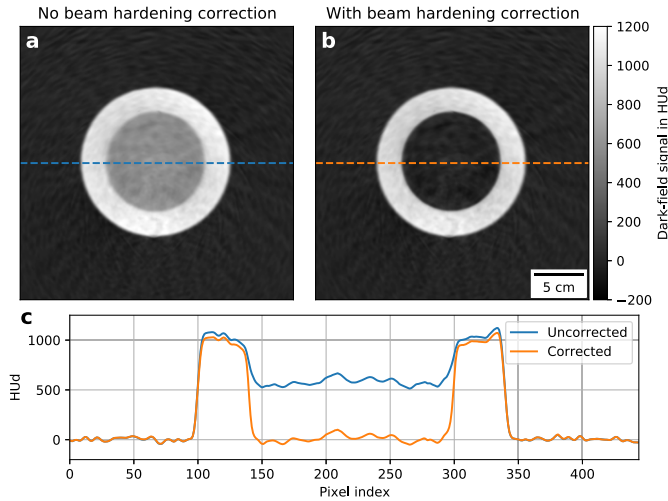 No beam hardening correction
With beam hardening correction
a
b
1200
1000
800
600
400
200
0
−200
Dark-field signal in HUd
5 cm
c
Uncorrected
Corrected
1000
500
0
HUd
0
50
100
150
200
250
300
350
400
Pixel index